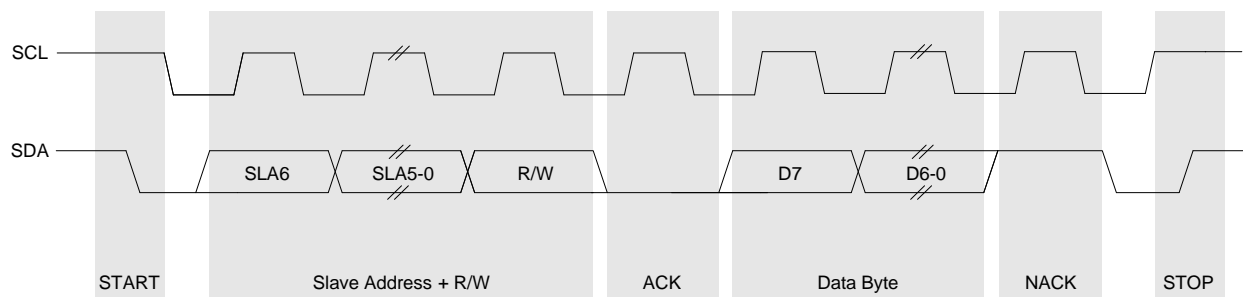 SCL
SDA
SLA6
SLA5-0
R/W
D7
D6-0
START
Slave Address + R/W
ACK
Data Byte
NACK
STOP